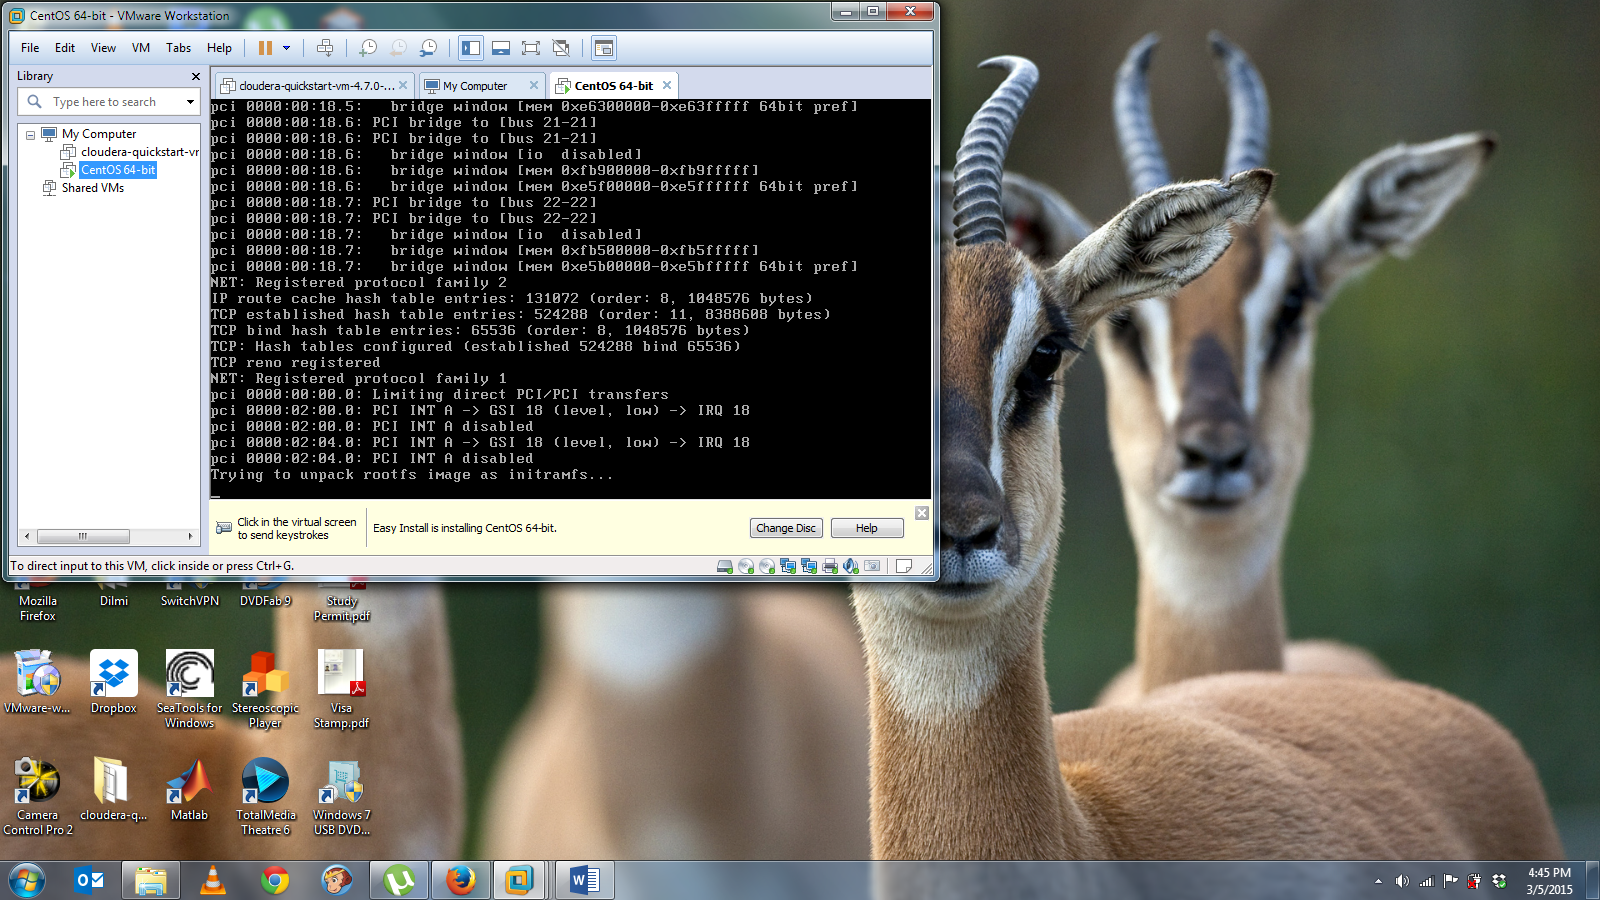 CentOS 64-bit - VMware Workstation
File Edit View VM Tabs Help
Library
Type here to search
My Computer
cloudera-quickstart-vr
CentOS 64-bit
Shared VMs
cloudera-quickstart-vm-4.7.0-... My Computer CentOS 64-bit
pci 0000:00:18.5:   bridge window [mem 0xe6300000-0xe63fffff 64bit pref]
pci 0000:00:18.6: PCI bridge to [bus 21-21]
pci 0000:00:18.6: PCI bridge to [bus 21-21]
pci 0000:00:18.6:   bridge window [io  disabled]
pci 0000:00:18.6:   bridge window [mem 0xfb900000-0xfb9fffff]
pci 0000:00:18.6:   bridge window [mem 0xe5f00000-0xe5ffffff 64bit pref]
pci 0000:00:18.7: PCI bridge to [bus 22-22]
pci 0000:00:18.7: PCI bridge to [bus 22-22]
pci 0000:00:18.7:   bridge window [io  disabled]
pci 0000:00:18.7:   bridge window [mem 0xfb500000-0xfb5fffff]
pci 0000:00:18.7:   bridge window [mem 0xe5b00000-0xe5bfffff 64bit pref]
NET: Registered protocol family 2
IP route cache hash table entries: 131072 (order: 8, 1048576 bytes)
TCP established hash table entries: 524288 (order: 11, 8388608 bytes)
TCP bind hash table entries: 65536 (order: 8, 1048576 bytes)
TCP: Hash tables configured (established 524288 bind 65536)
TCP reno registered
NET: Registered protocol family 1
pci 0000:00:00.0: Limiting direct PCI/PCI transfers
pci 0000:02:00.0: PCI INT A -> GSI 18 (level, low) -> IRQ 18
pci 0000:02:00.0: PCI INT A disabled
pci 0000:02:04.0: PCI INT A -> GSI 18 (level, low) -> IRQ 18
pci 0000:02:04.0: PCI INT A disabled
Trying to unpack rootfs image as initramfs...
_
Click in the virtual screen
to send keystrokes
Easy Install is installing CentOS 64-bit.
Change Disc
Help
To direct input to this VM, click inside or press Ctrl+G.
Mozilla
Firefox
Dilmi
SwitchVPN
DVDFab 9
Study
Permit.pdf
VMware-w...
Dropbox
SeaTools for
Windows
Stereoscopic
Player
Visa
Stamp.pdf
Camera
Control Pro 2
cloudera-q...
Matlab
TotalMedia
Theatre 6
Windows 7
USB DVD...
4:45 PM
3/5/2015